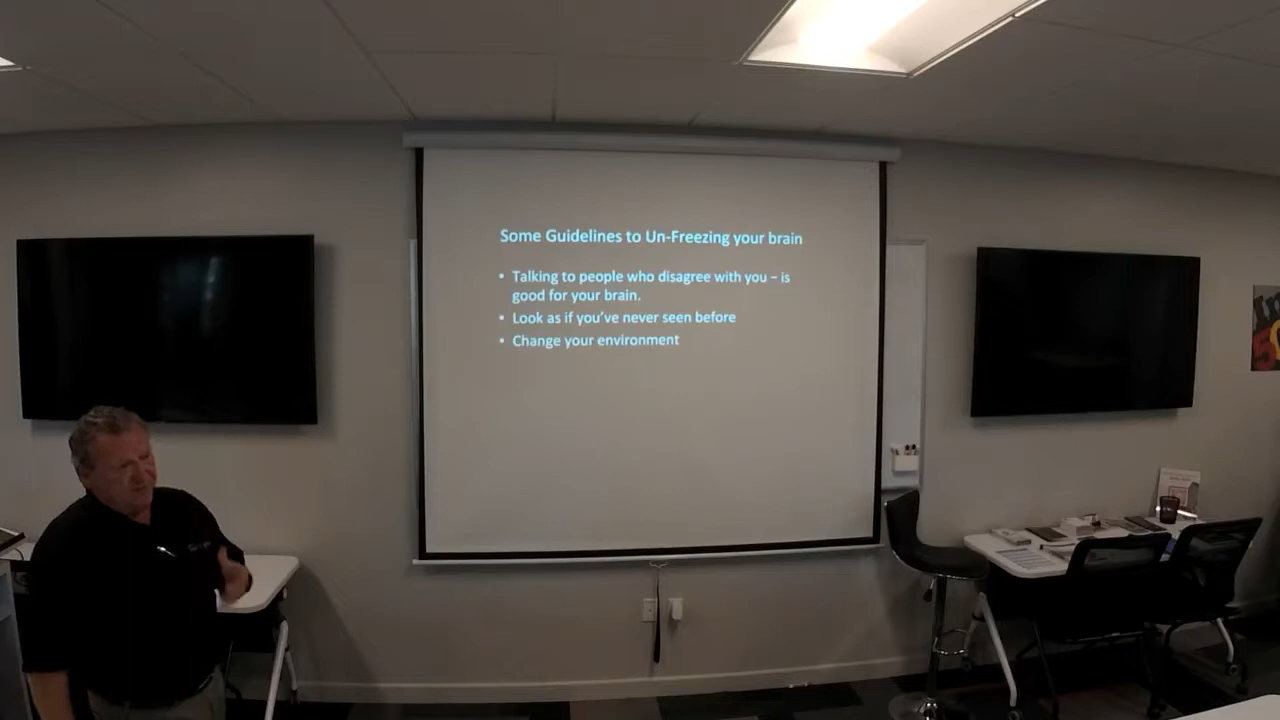 Some Guidelines to Un-Freezing your brain
• Talking to people who disagree with you – is
good for your brain.
• Look as if you've never seen before
• Change your environment